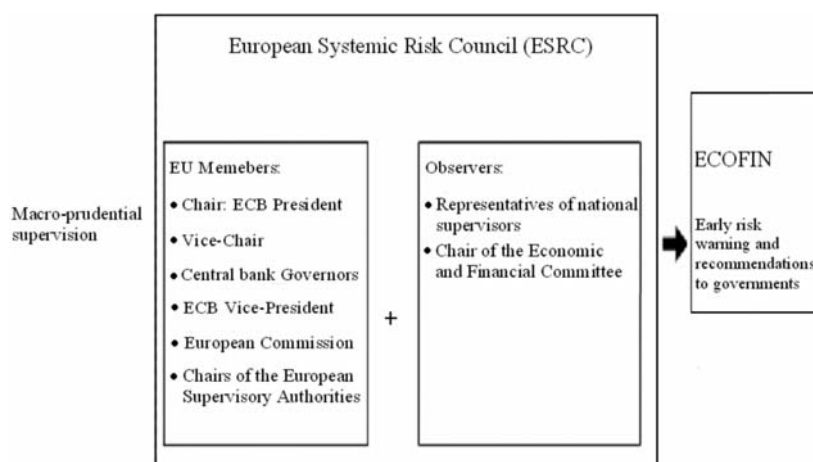 European Systemic Risk Council (ESRC)
Macro-prudential
supervision
EU Memebers:
• Chair: ECB President
• Vice-Chair
• Central bank Governors
• ECB Vice-President
• European Commission
• Chairs of the European
Supervisory Authorities
+
Observers:
• Representatives of national
supervisors
• Chair of the Economic
and Financial Committee
ECOFIN
Early risk
warning and
recommendations
to governments